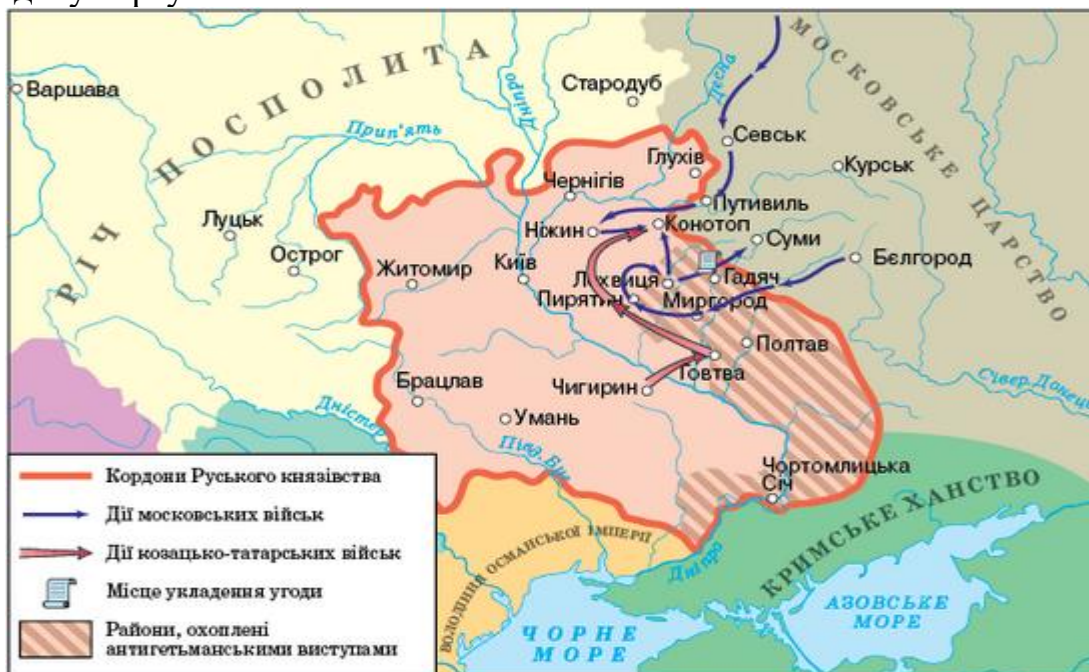 РІЧ ПОСПОЛИТА
МОСКОВСЬКЕ ЦАРСТВО
Варшава
Стародуб
Дніпро
Десна
Прип'ять
Севськ
Глухів
Курськ
Чернігів
Путивль
Луцьк
Ніжин
Конотоп
Суми
Острог
Житомир
Київ
Лохвиця
Гадяч
Бєлгород
Пирятин
Миргород
Полтав
Говтва
Брацлав
Чигирин
Сівер. Донець
Дністер
Умань
Півд. Буг
Чортомлицька
Січ
Кордони Руського князівства
Дії московських військ
Дії козацько-татарських військ
Місце укладення угоди
Райони, охоплені
антигетьманськими виступами
ВОЛОДІННЯ ОСМАНСЬКОЇ ІМПЕРІЇ
Дніпро
КРИМСЬКЕ ХАНСТВО
ЧОРНЕ
МОРЕ
АЗОВСЬКЕ
МОРЕ